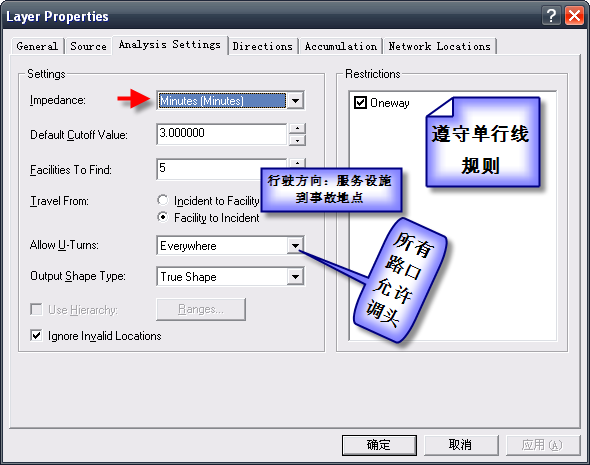 Layer Properties
General Source Analysis Settings Directions Accumulation Network Locations
Settings
Impedance: Minutes (Minutes)
Default Cutoff Value: 3.000000
Facilities To Find: 5
Travel From: Incident to Facility
Facility to Incident
Allow U-Turns: Everywhere
Output Shape Type: True Shape
Use Hierarchy: Ranges...
Ignore Invalid Locations
Restrictions
Oneway
遵守单行线
规则
行驶方向：服务设施
到事故地点
所有
路口
允许
调头
确定 取消 应用(A)